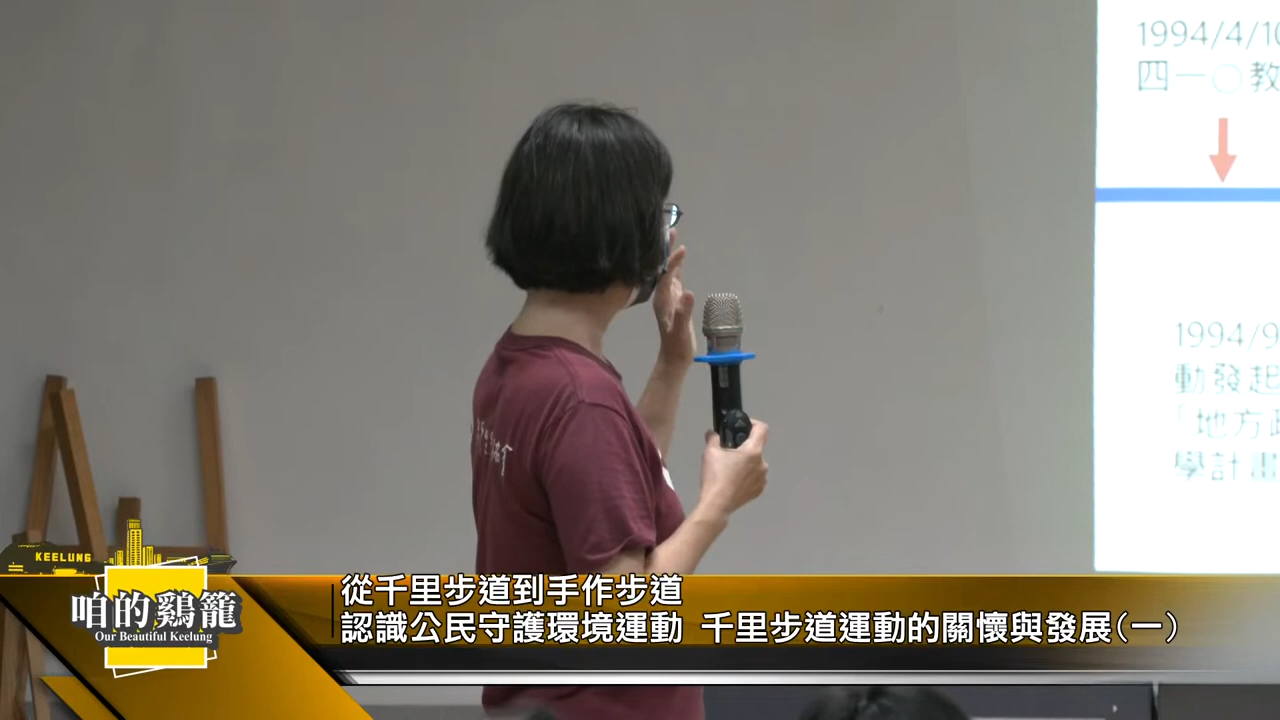 1994/4/10
四一〇教
1994/9
動發起
「地方
學計畫
KEELUNG
咱的鷄籠
Our Beautiful Keelung
從千里步道到手作步道
認識公民守護環境運動 千里步道運動的關懷與發展(一)